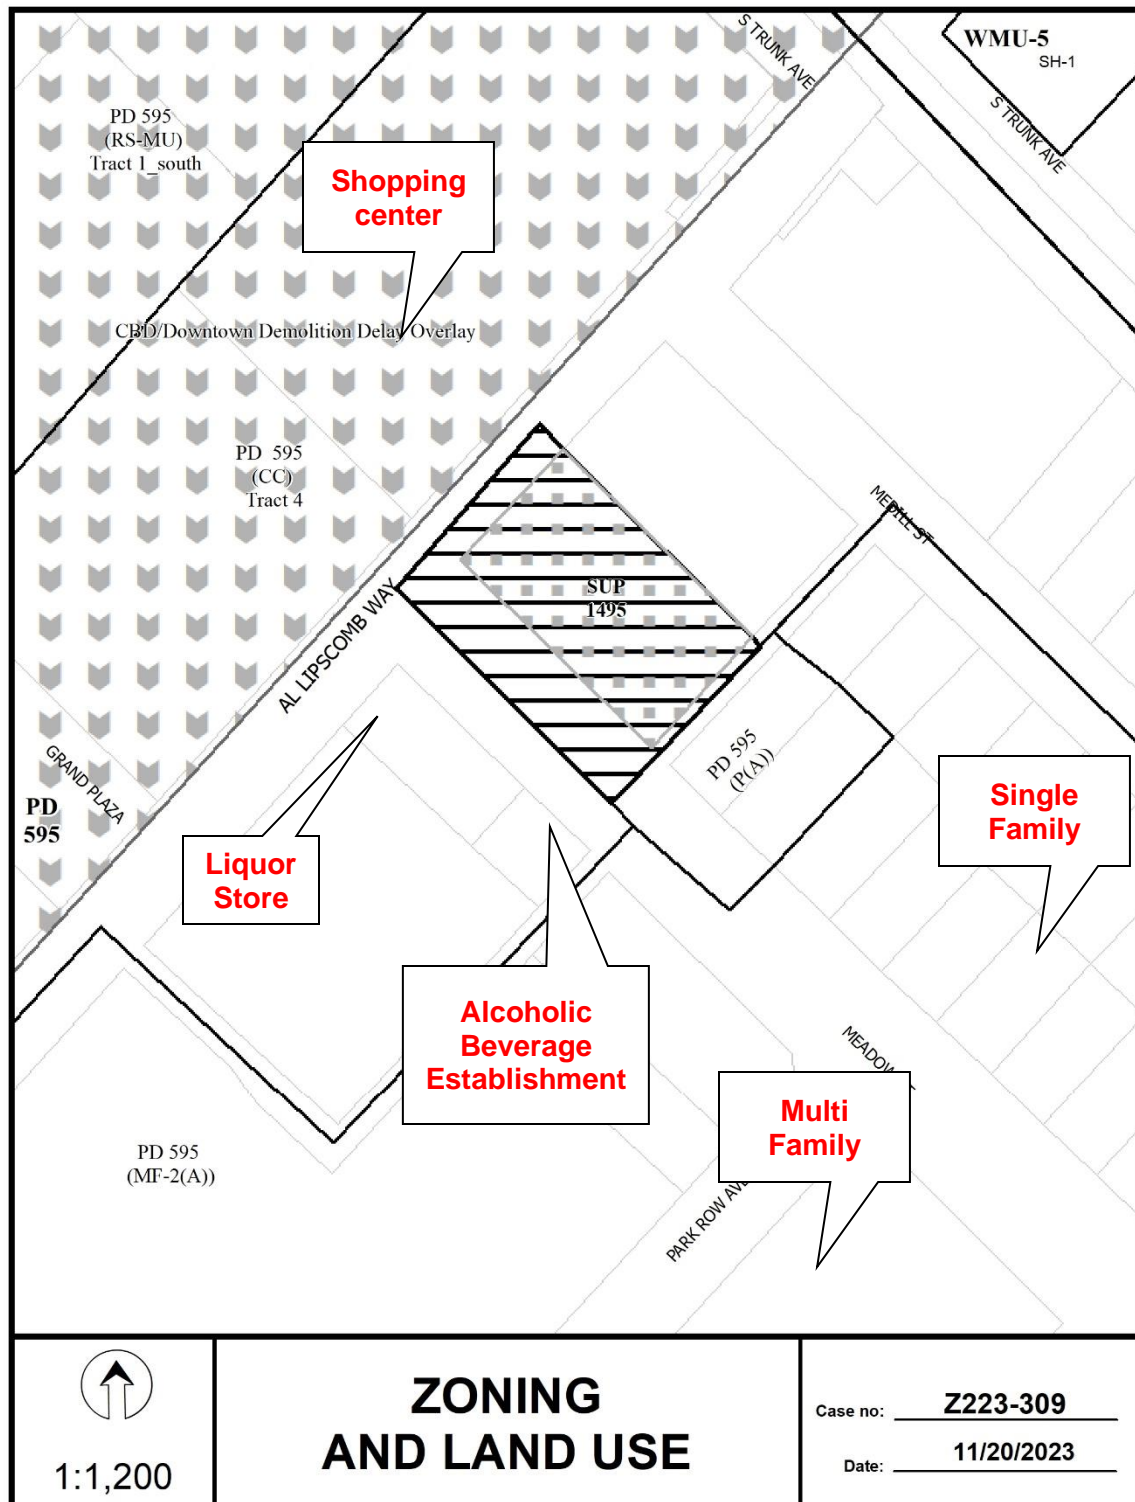 S TRUNK AVE
WMU-5
SH-1
S TRUNK AVE
PD 595
(RS-MU)
Tract 1_south
Shopping
center
CBD/Downtown Demolition Delay Overlay
PD 595
(CC)
Tract 4
MEDILL ST
SUP
1495
AL LIPSCOMB WAY
GRAND PLAZA
PD 595
(P(A))
PD
595
Single
Family
Liquor
Store
Alcoholic
Beverage
Establishment
MEADOW
Multi
Family
PD 595
(MF-2(A))
PARK ROW AVE
1:1,200
ZONING
AND LAND USE
Case no: Z223-309
Date: 11/20/2023